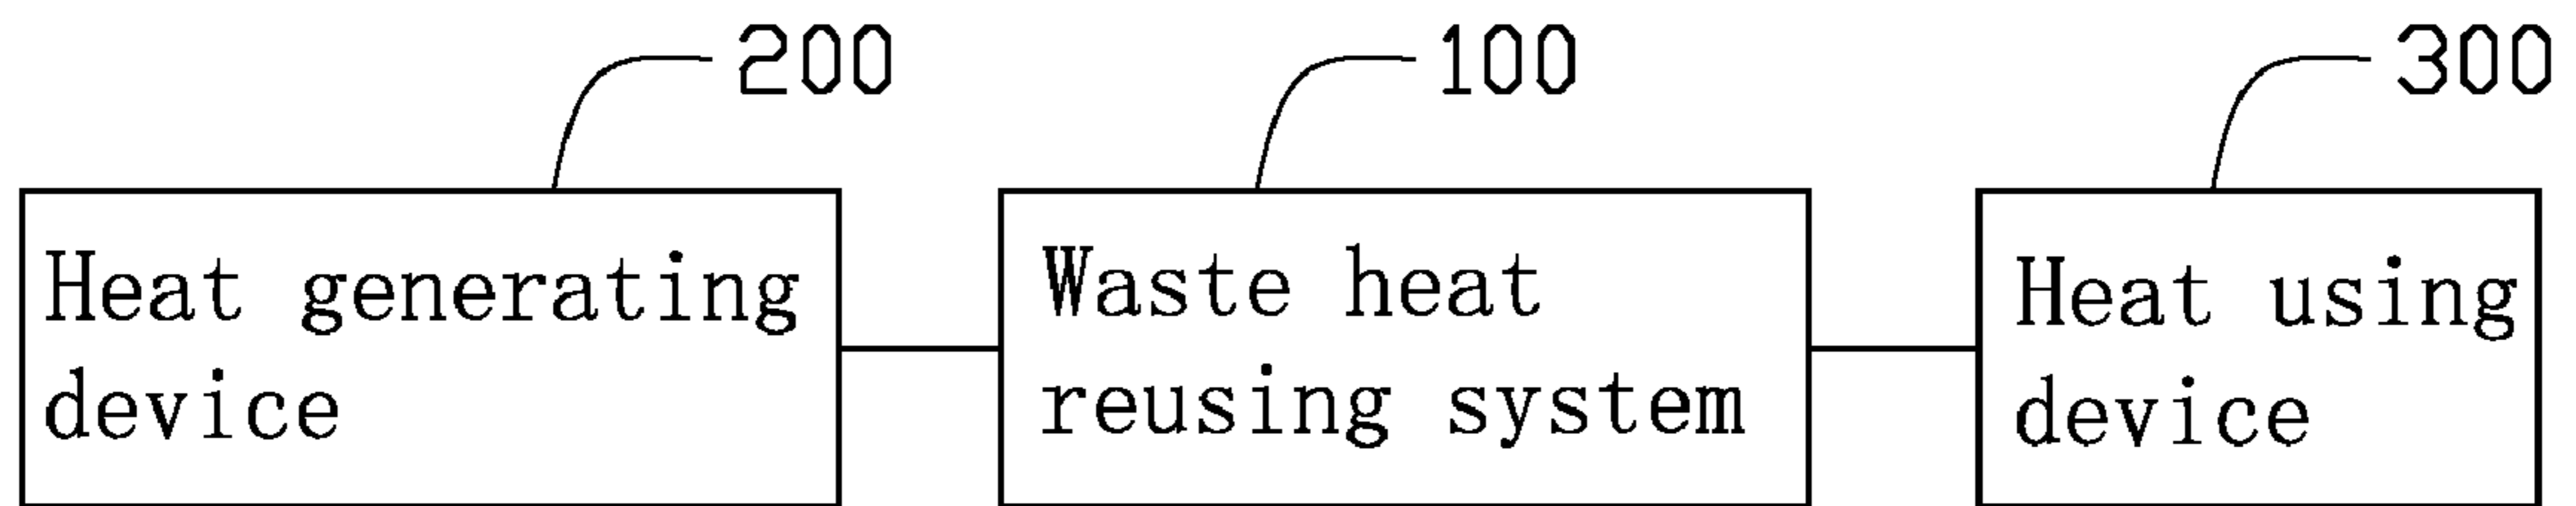 200 100 300
Heat generating device
Waste heat reusing system
Heat using device